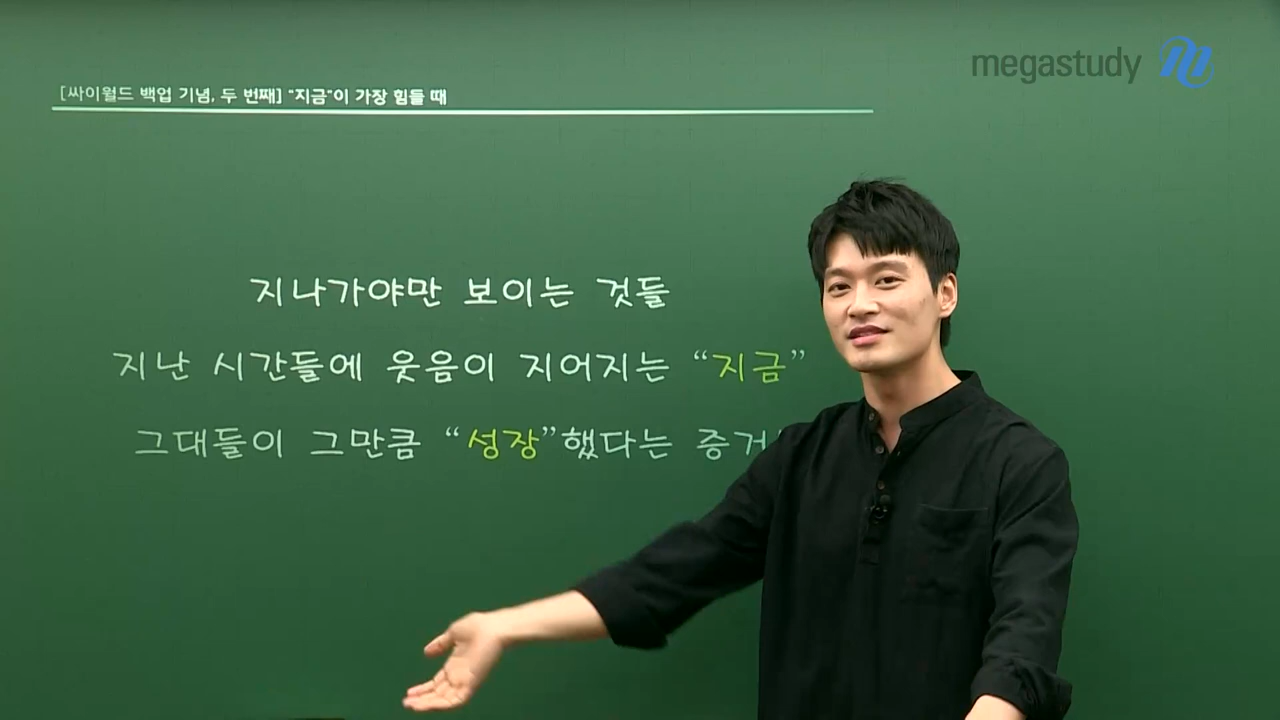 megastudy
[싸이월드 백업 기념, 두 번째] "지금"이 가장 힘들 때
지나가야만 보이는 것들
지난 시간들에 웃음이 지어지는 “지금”
그대들이 그만큼 “성장”했다는 증거